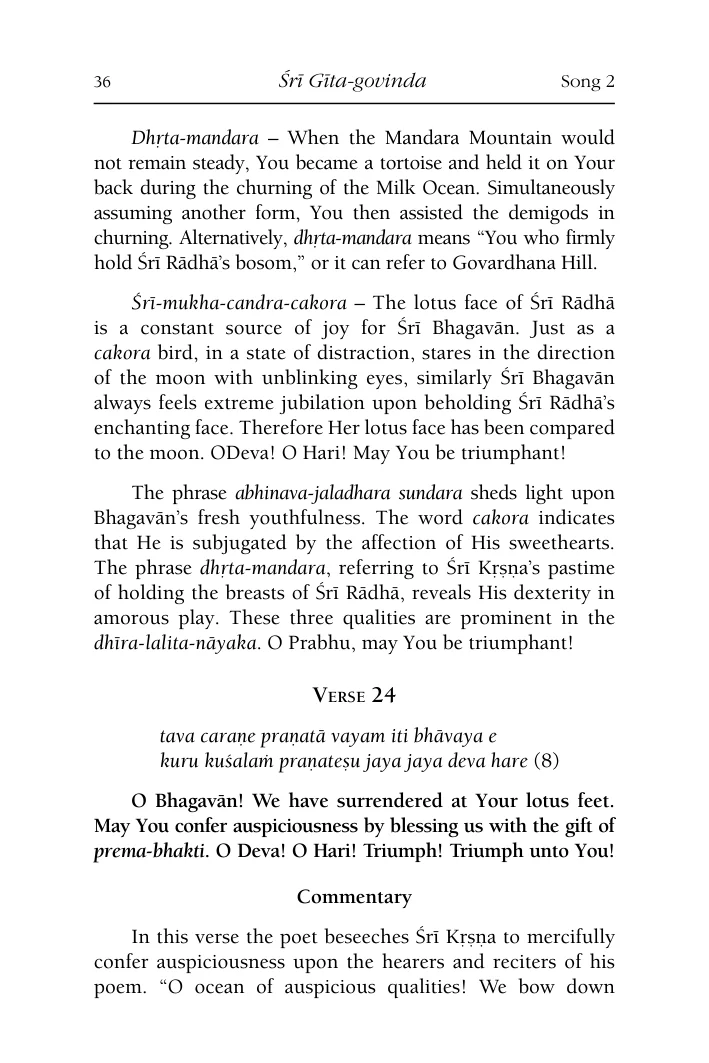 36 Śrī Gīta-govinda Song 2
Dhṛta-mandara – When the Mandara Mountain would
not remain steady, You became a tortoise and held it on Your
back during the churning of the Milk Ocean. Simultaneously
assuming another form, You then assisted the demigods in
churning. Alternatively, dhṛta-mandara means “You who firmly
hold Śrī Rādhā’s bosom,” or it can refer to Govardhana Hill.
Śrī-mukha-candra-cakora – The lotus face of Śrī Rādhā
is a constant source of joy for Śrī Bhagavān. Just as a
cakora bird, in a state of distraction, stares in the direction
of the moon with unblinking eyes, similarly Śrī Bhagavān
always feels extreme jubilation upon beholding Śrī Rādhā’s
enchanting face. Therefore Her lotus face has been compared
to the moon. ODeva! O Hari! May You be triumphant!
The phrase abhinava-jaladhara sundara sheds light upon
Bhagavān’s fresh youthfulness. The word cakora indicates
that He is subjugated by the affection of His sweethearts.
The phrase dhṛta-mandara, referring to Śrī Kṛṣṇa’s pastime
of holding the breasts of Śrī Rādhā, reveals His dexterity in
amorous play. These three qualities are prominent in the
dhīra-lalita-nāyaka. O Prabhu, may You be triumphant!
Verse 24
tava caraṇe praṇatā vayam iti bhāvaya e
kuru kuśalaṁ praṇateṣu jaya jaya deva hare (8)
O Bhagavān! We have surrendered at Your lotus feet.
May You confer auspiciousness by blessing us with the gift of
prema-bhakti. O Deva! O Hari! Triumph! Triumph unto You!
Commentary
In this verse the poet beseeches Śrī Kṛṣṇa to mercifully
confer auspiciousness upon the hearers and reciters of his
poem. “O ocean of auspicious qualities! We bow down